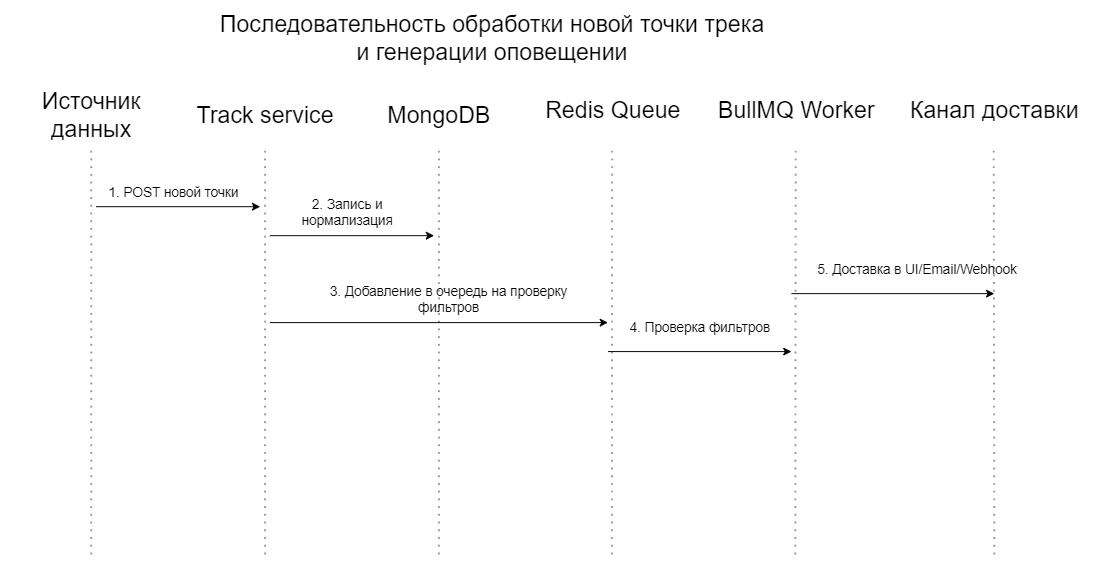 Последовательность обработки новой точки трека
и генерации оповещении
Источник
данных
Track service
MongoDB
Redis Queue
BullMQ Worker
Канал доставки
1. POST новой точки
2. Запись и
нормализация
5. Доставка в UI/Email/Webhook
3. Добавление в очередь на проверку
фильтров
4. Проверка фильтров